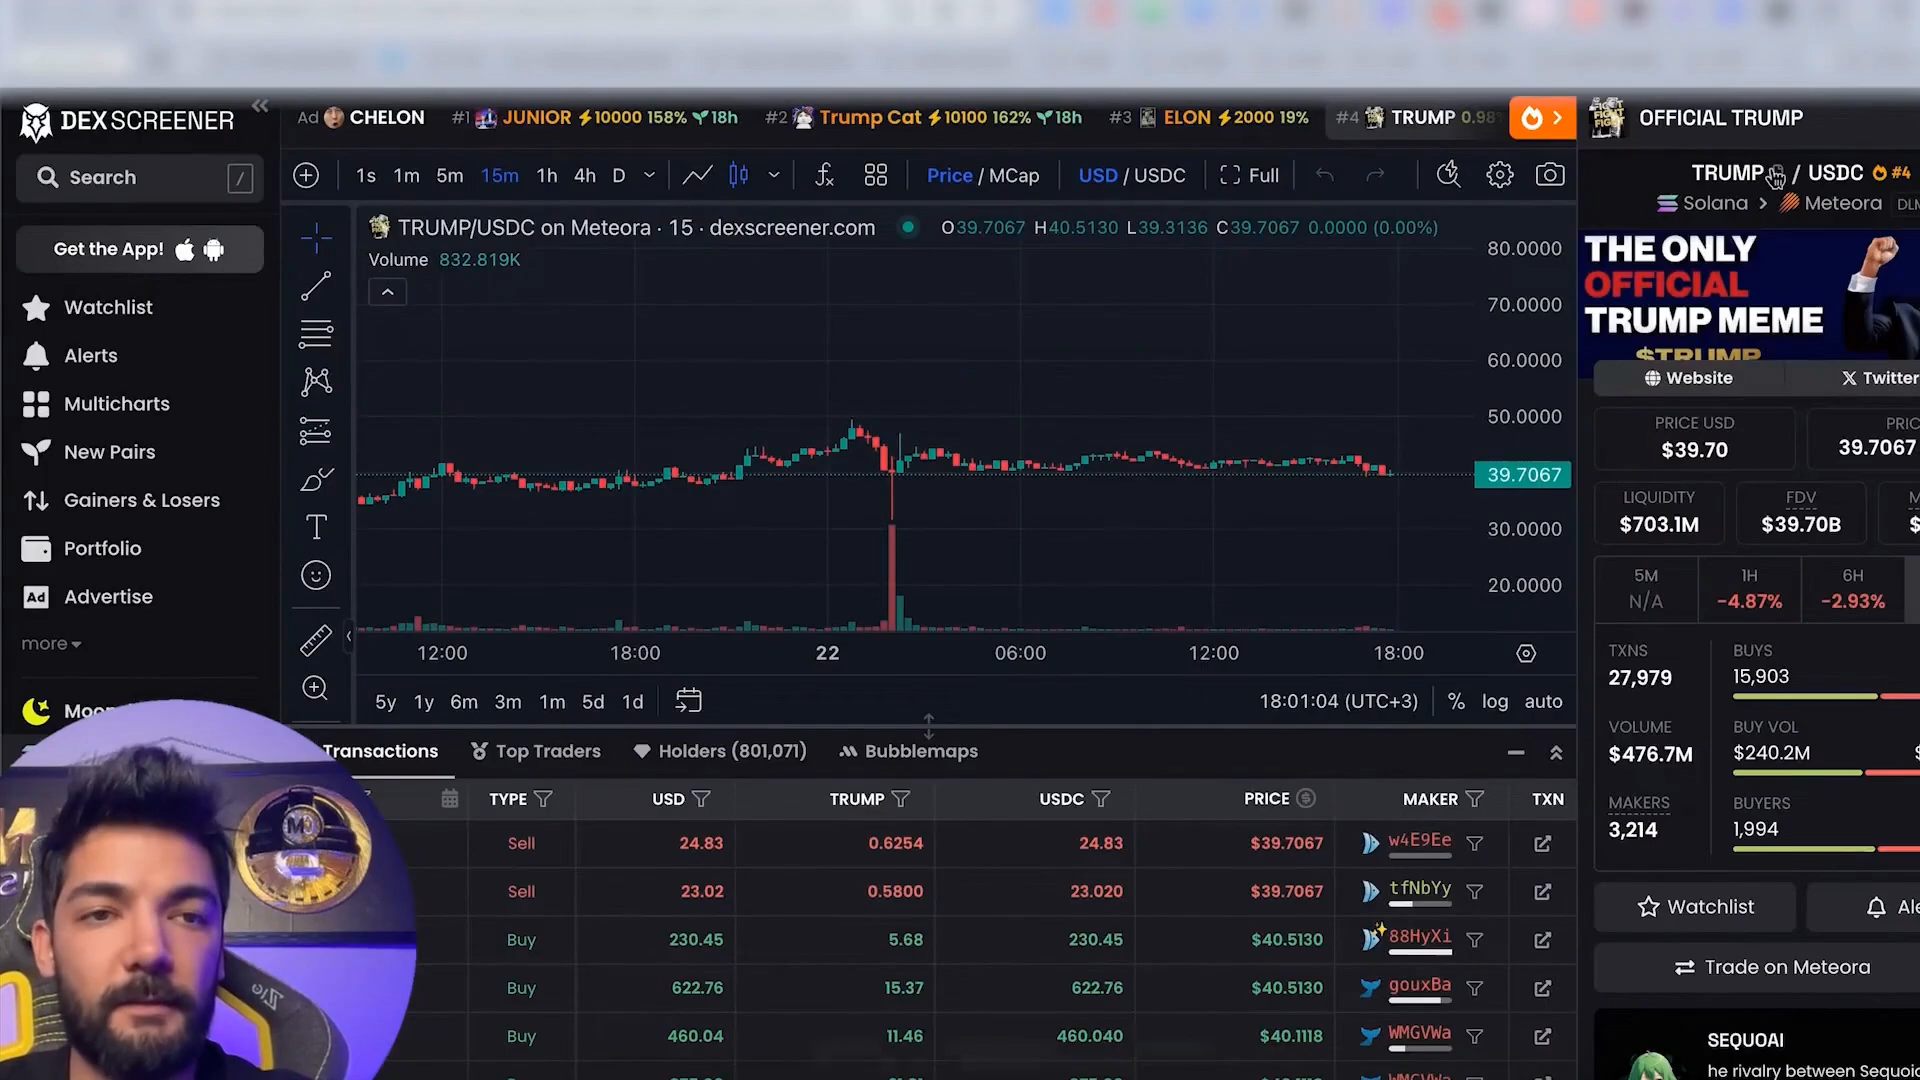 DEX SCREENER
Ad CHELON #1 JUNIOR 10000 158% 18h #2 Trump Cat 10100 162% 18h #3 ELON 2000 19% #4 TRUMP 0.98
OFFICIAL TRUMP
Search /
Get the App!
Watchlist
Alerts
Multicharts
New Pairs
Gainers & Losers
Portfolio
Ad Advertise
more
1s 1m 5m 15m 1h 4h D Price / MCap USD / USDC Full
TRUMP/USDC on Meteora · 15 · dexscreener.com O39.7067 H40.5130 L39.3136 C39.7067 0.0000 (0.00%)
Volume 832.819K
80.0000
70.0000
60.0000
50.0000
39.7067
30.0000
20.0000
12:00 18:00 22 06:00 12:00 18:00
5y 1y 6m 3m 1m 5d 1d 18:01:04 (UTC+3) % log auto
Transactions Top Traders Holders (801,071) Bubblemaps
TYPE USD TRUMP USDC PRICE MAKER TXN
Sell 24.83 0.6254 24.83 $39.7067 w4E9Ee
Sell 23.02 0.5800 23.020 $39.7067 tfNbYy
Buy 230.45 5.68 230.45 $40.5130 88HyXi
Buy 622.76 15.37 622.76 $40.5130 gouxBa
Buy 460.04 11.46 460.040 $40.1118 WMGVWa
TRUMP / USDC #4
Solana > Meteora
THE ONLY
OFFICIAL
TRUMP MEME
$TRUMP
Website Twitter
PRICE USD
$39.70
39.7067
LIQUIDITY
$703.1M
FDV
$39.70B
5M
N/A
1H
-4.87%
6H
-2.93%
TXNS
27,979
BUYS
15,903
VOLUME
$476.7M
BUY VOL
$240.2M
MAKERS
3,214
BUYERS
1,994
Watchlist
Trade on Meteora
SEQUOAI
he rivalry between